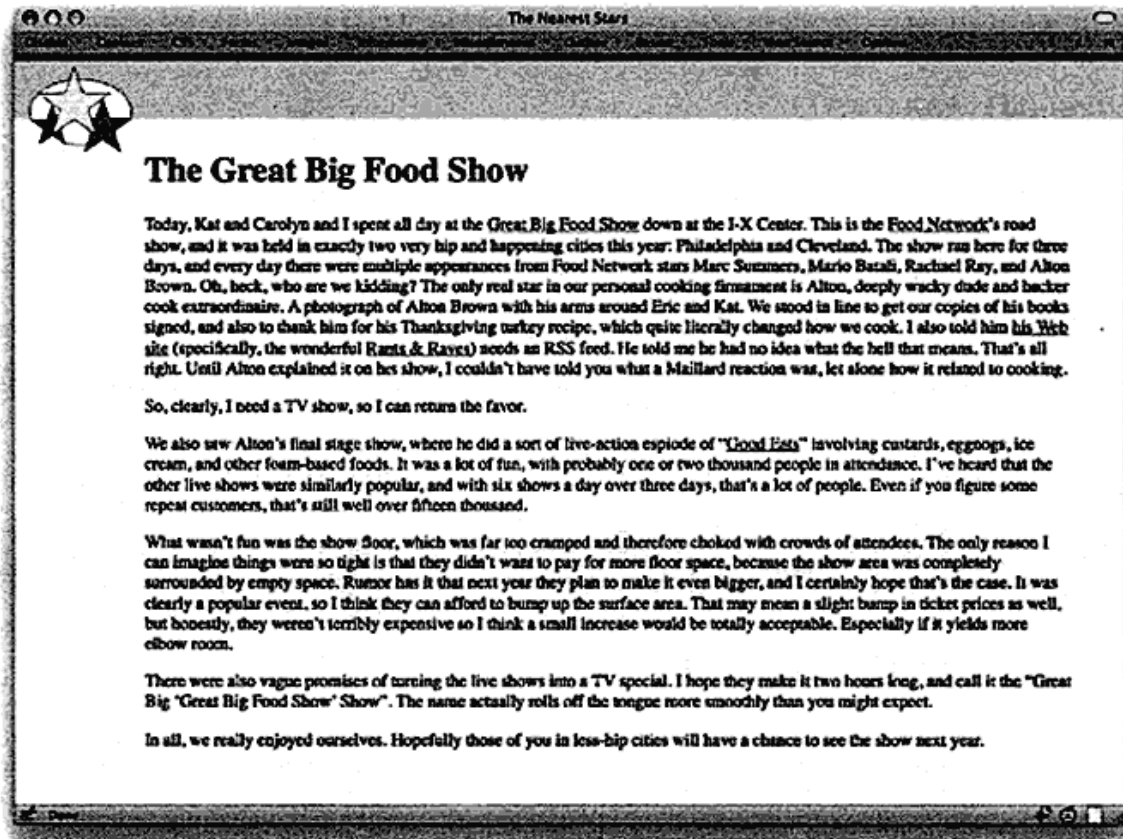 The Nearest Stars
The Great Big Food Show
Today, Kat and Carolyn and I spent all day at the Great Big Food Show down at the I-X Center. This is the Food Network's road
show, and it was held in exactly two very hip and happening cities this year: Philadelphia and Cleveland. The show ran here for three
days, and every day there were multiple appearances from Food Network stars Marc Summers, Mario Batali, Rachael Ray, and Alton
Brown. Oh, heck, who are we kidding? The only real star in our personal cooking firmament is Alton, deeply wacky dude and hacker
cook extraordinaire. A photograph of Alton Brown with his arms around Eric and Kat. We stood in line to get our copies of his books
signed, and also to thank him for his Thanksgiving turkey recipe, which quite literally changed how we cook. I also told him his Web
site (specifically, the wonderful Rants & Raves) needs an RSS feed. He told me he had no idea what the hell that means. That's all
right. Until Alton explained it on his show, I couldn't have told you what a Maillard reaction was, let alone how it related to cooking.
So, clearly, I need a TV show, so I can return the favor.
We also saw Alton's final stage show, where he did a sort of live-action espiode of "Good Eats" involving custards, eggnogs, ice
cream, and other foam-based foods. It was a lot of fun, with probably one or two thousand people in attendance. I've heard that the
other live shows were similarly popular, and with six shows a day over three days, that's a lot of people. Even if you figure some
repeat customers, that's still well over fifteen thousand.
What wasn't fun was the show floor, which was far too cramped and therefore choked with crowds of attendees. The only reason I
can imagine things were so tight is that they didn't want to pay for more floor space, because the show area was completely
surrounded by empty space. Rumor has it that next year they plan to make it even bigger, and I certainly hope that's the case. It was
clearly a popular event, so I think they can afford to bump up the surface area. That may mean a slight bump in ticket prices as well,
but honestly, they weren't terribly expensive so I think a small increase would be totally acceptable. Especially if it yields more
elbow room.
There were also vague promises of turning the live shows into a TV special. I hope they make it two hours long, and call it the "Great
Big 'Great Big Food Show' Show". The name actually rolls off the tongue more smoothly than you might expect.
In all, we really enjoyed ourselves. Hopefully those of you in less-hip cities will have a chance to see the show next year.
Done